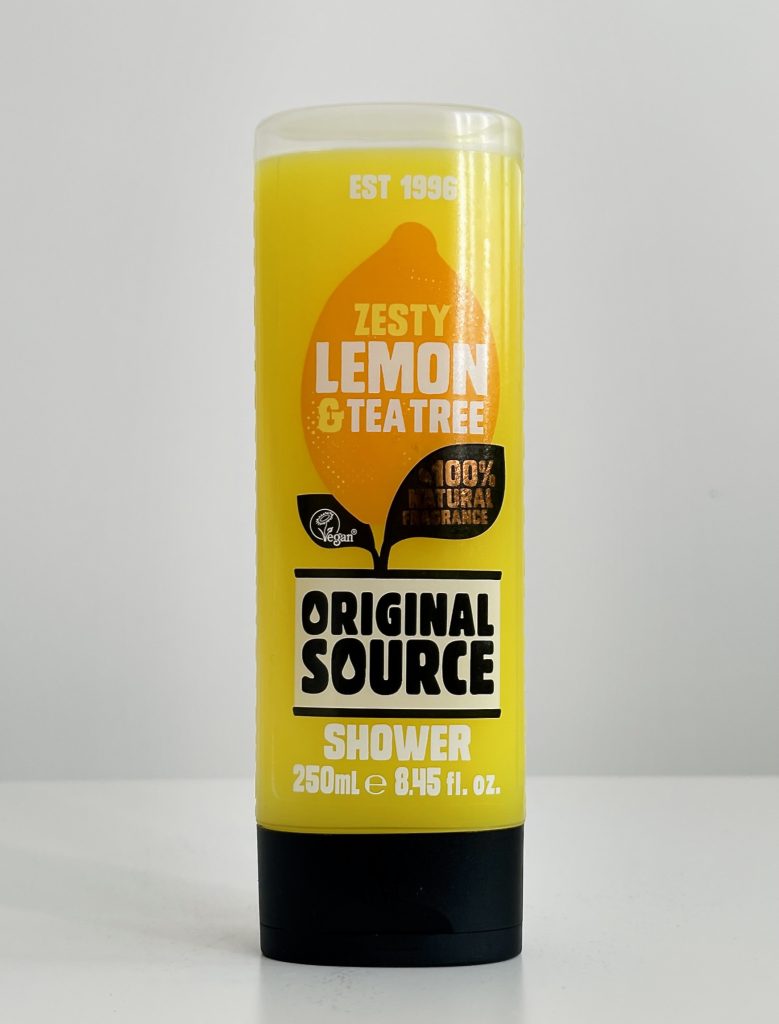 EST 1996
ZESTY
LEMON
& TEA TREE
100%
NATURAL
FRAGRANCE
Vegan®
ORIGINAL
SOURCE
SHOWER
250mL e 8.45 fl. oz.